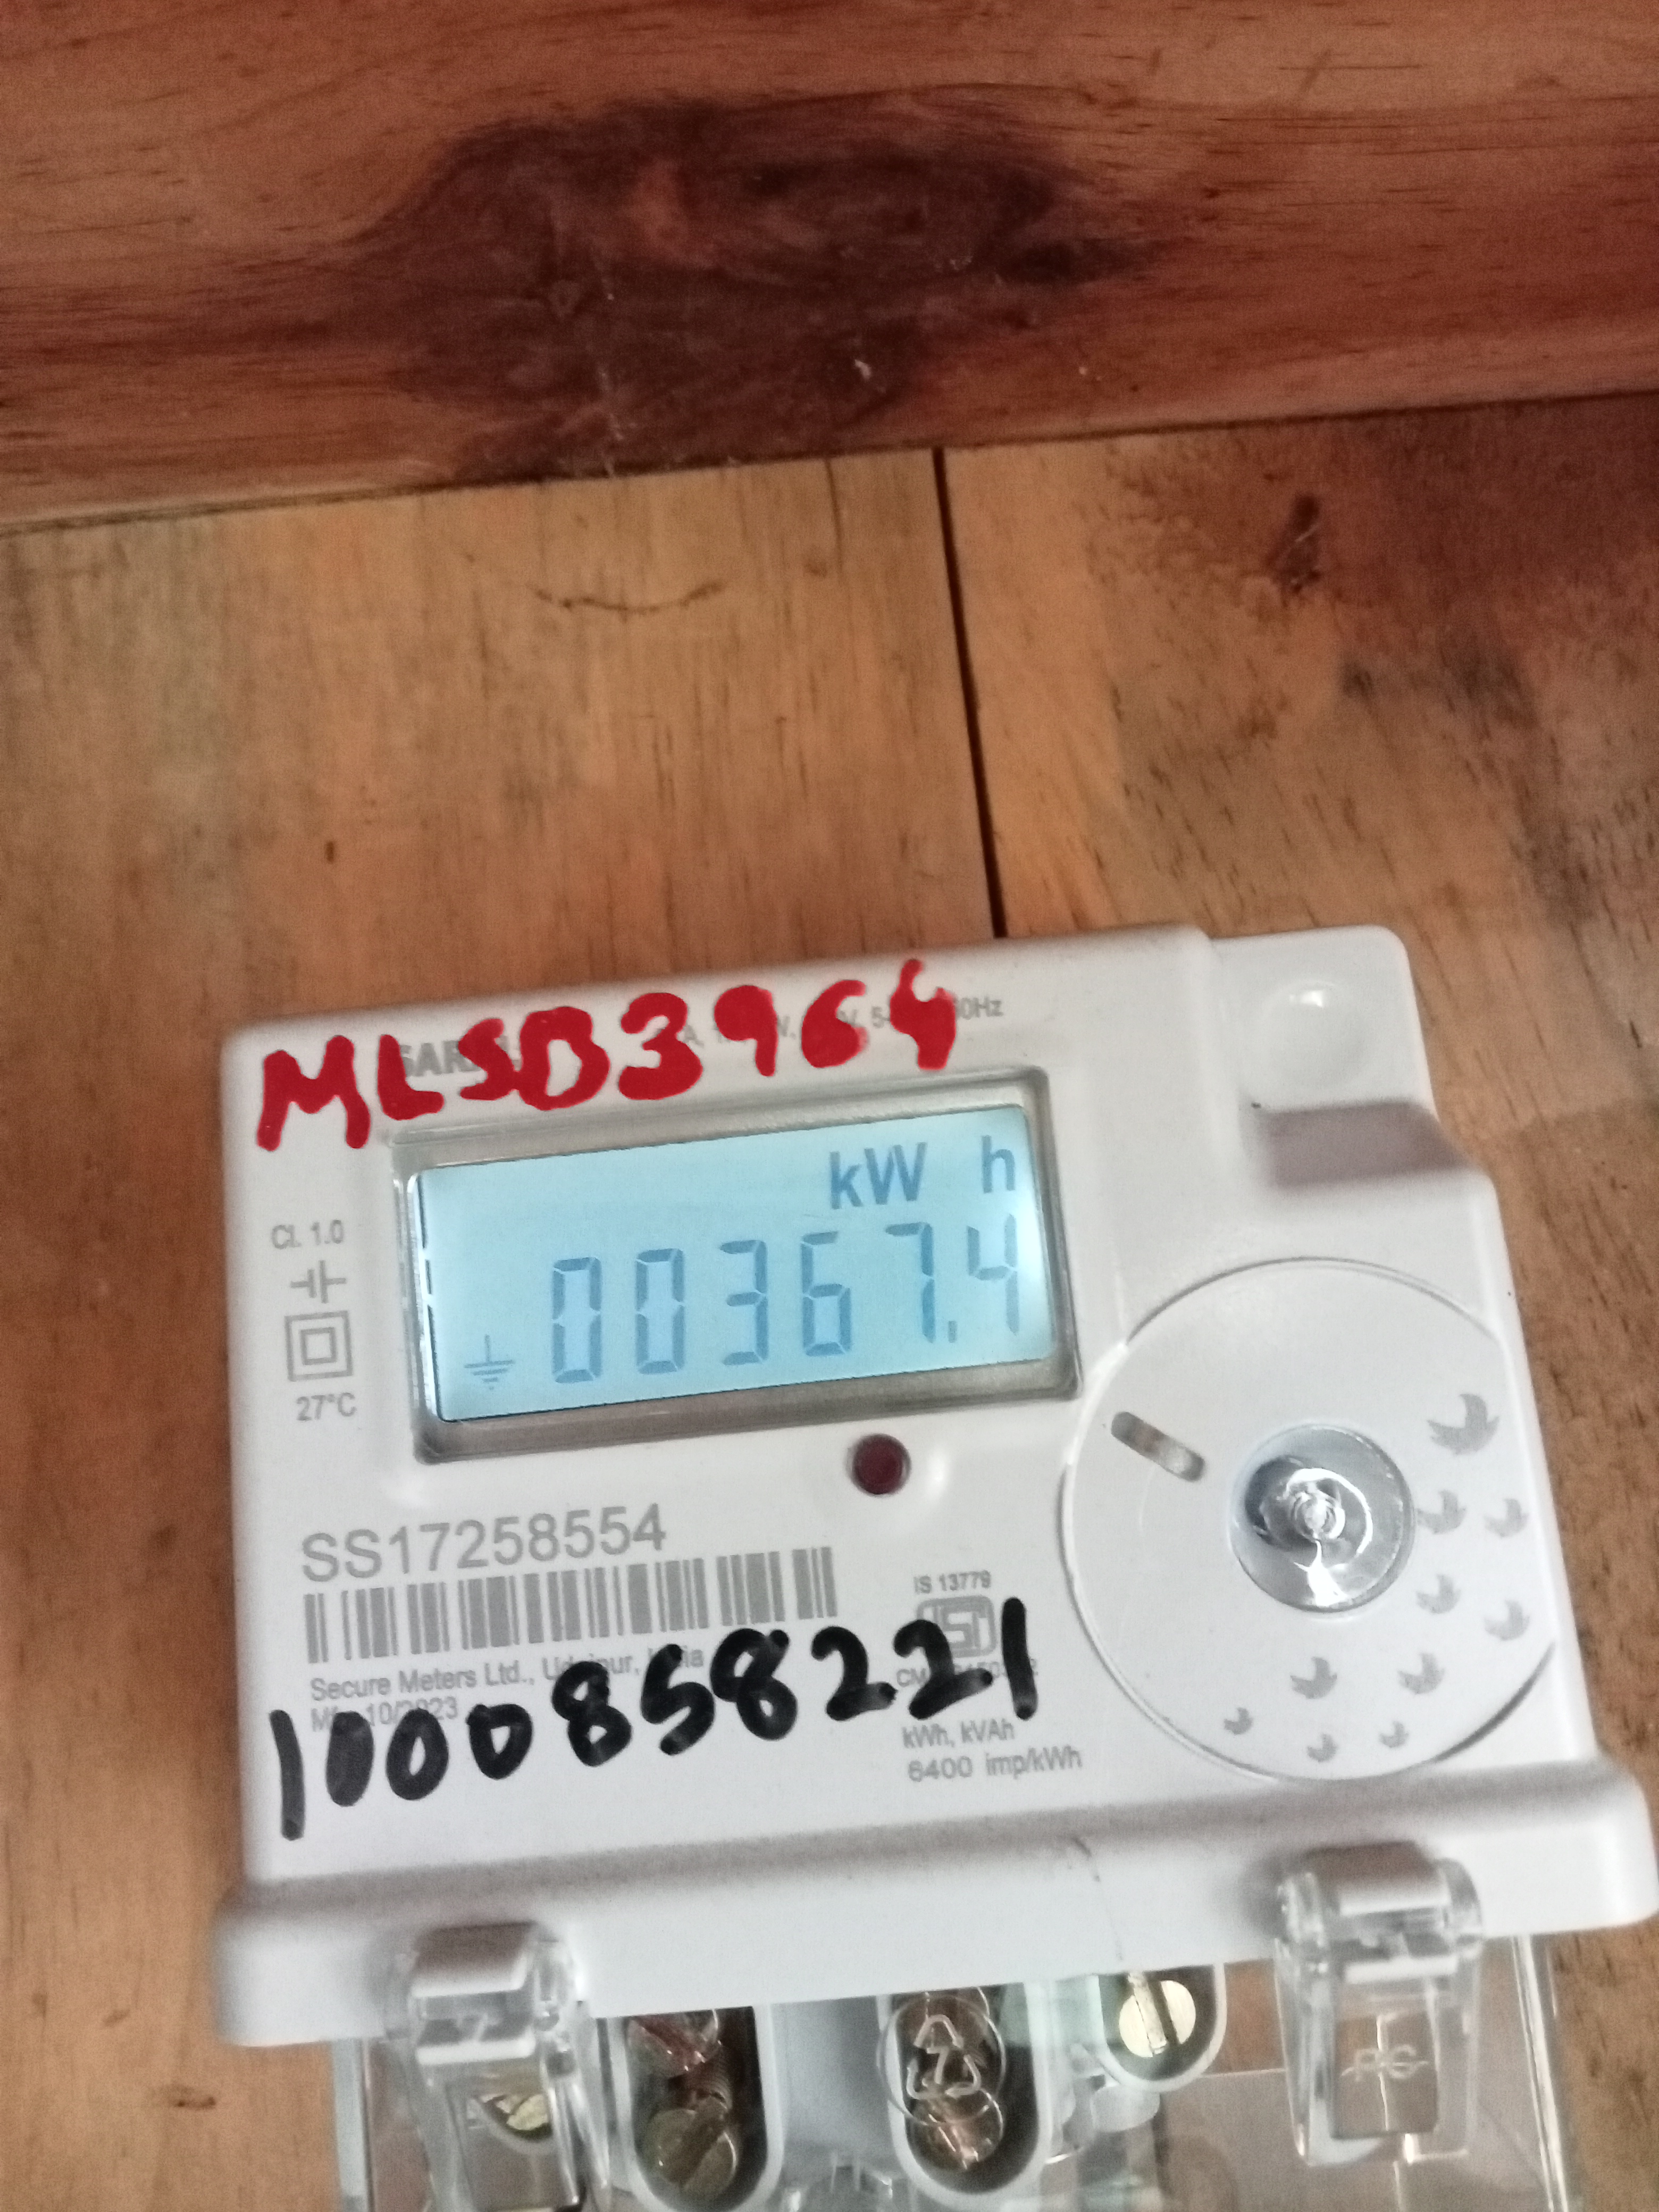 MLSB3964
kW h
00367.4
Cl. 1.0
27°C
SS17258554
IS 13779
Secure Meters Ltd.,
1000858221
kWh, kVAh
6400 imp/kWh